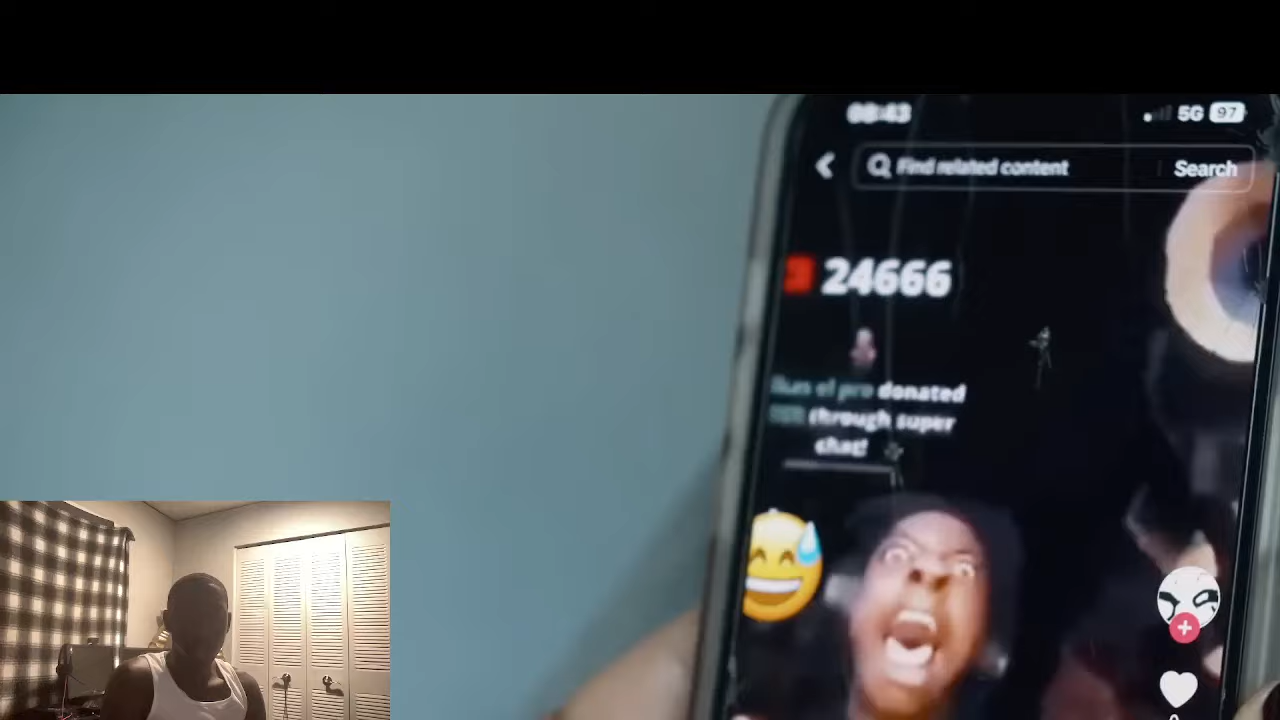 08:43
5G 97
Find related content
Search
24666
donated
through super
chat!